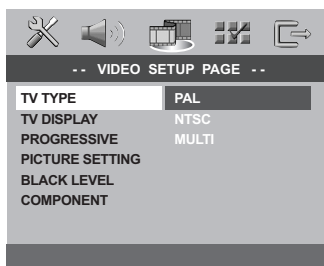 -- VIDEO SETUP PAGE --
TV TYPE PAL
TV DISPLAY NTSC
PROGRESSIVE MULTI
PICTURE SETTING
BLACK LEVEL
COMPONENT